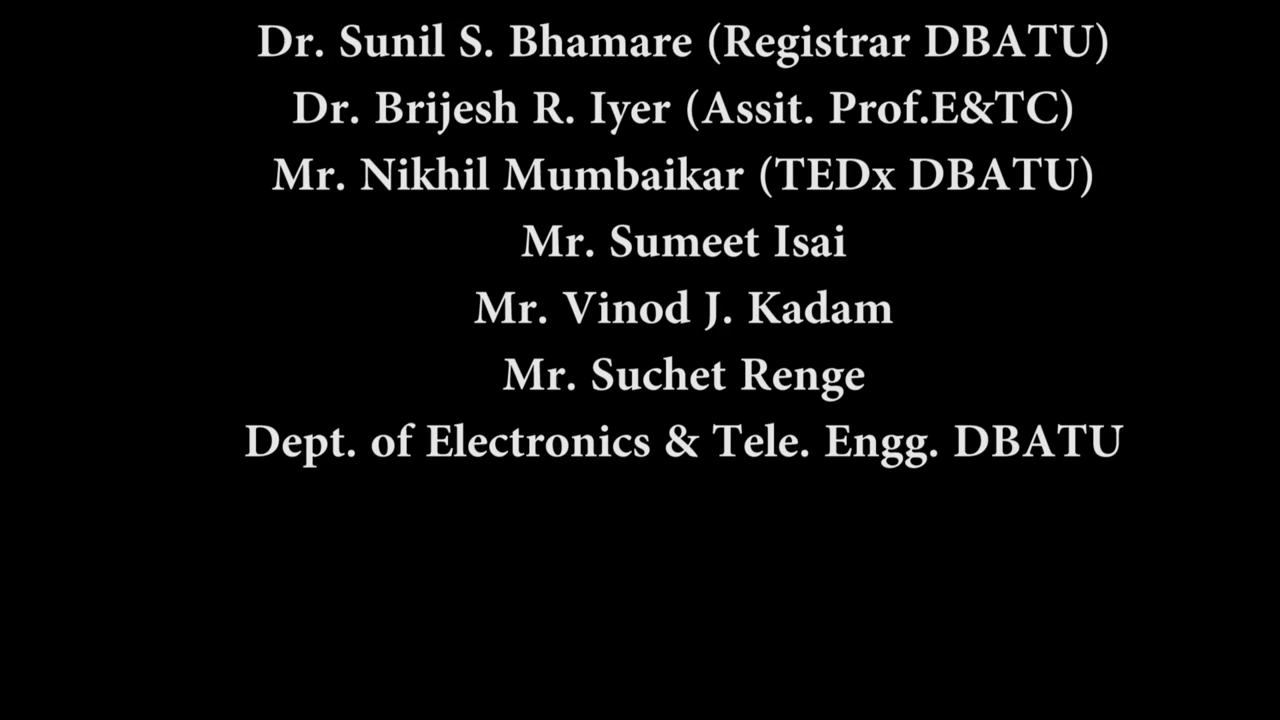 Dr. Sunil S. Bhamare (Registrar DBATU)
Dr. Brijesh R. Iyer (Assit. Prof.E&TC)
Mr. Nikhil Mumbaikar (TEDx DBATU)
Mr. Sumeet Isai
Mr. Vinod J. Kadam
Mr. Suchet Renge
Dept. of Electronics & Tele. Engg. DBATU